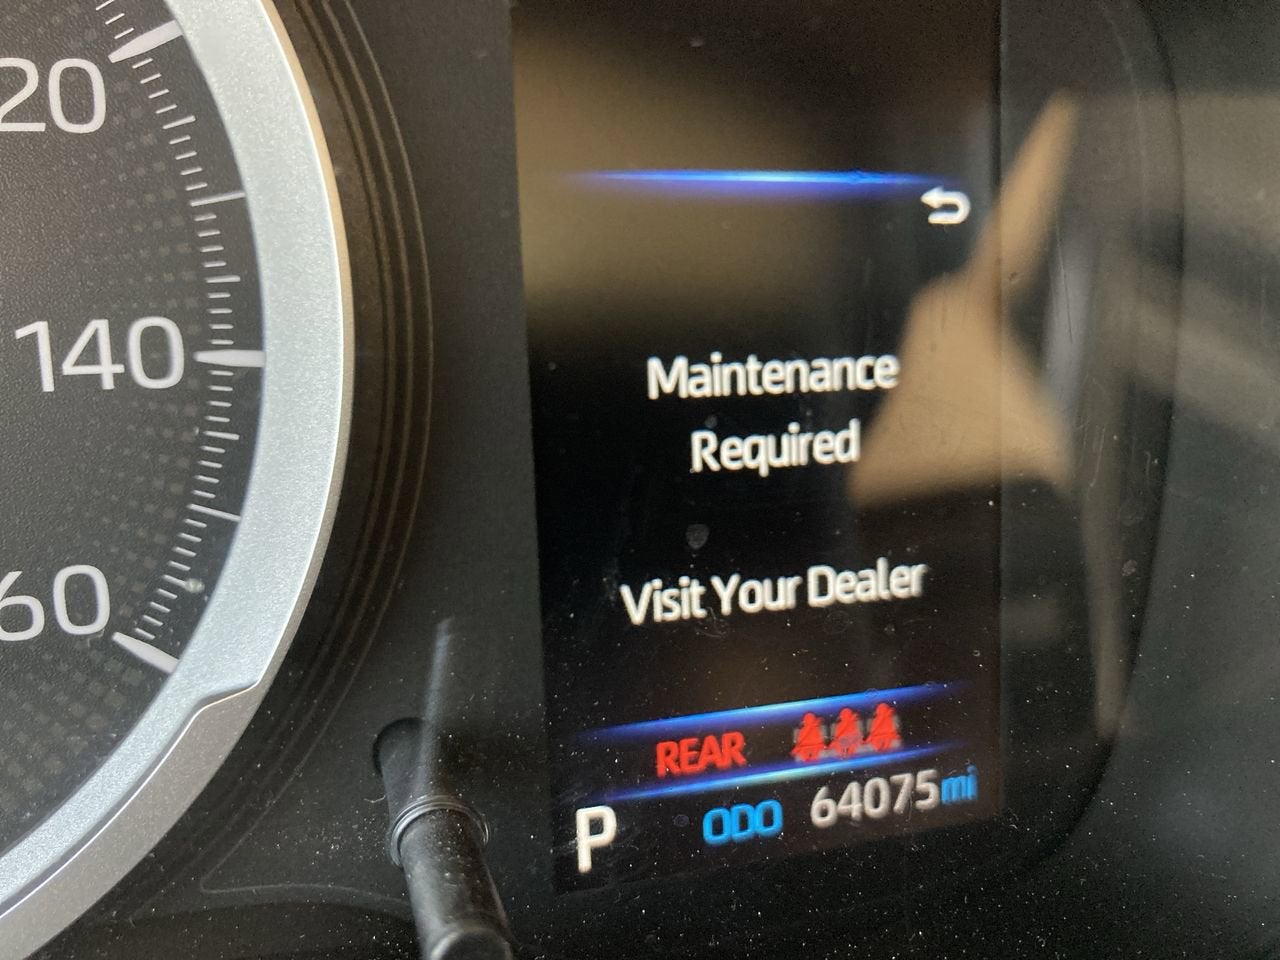 20
140
60
Maintenance
Required
Visit Your Dealer
REAR
P ODO 64075mi